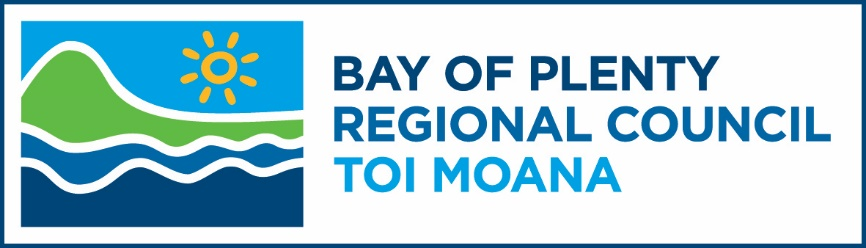 BAY OF PLENTY
REGIONAL COUNCIL
TOI MOANA